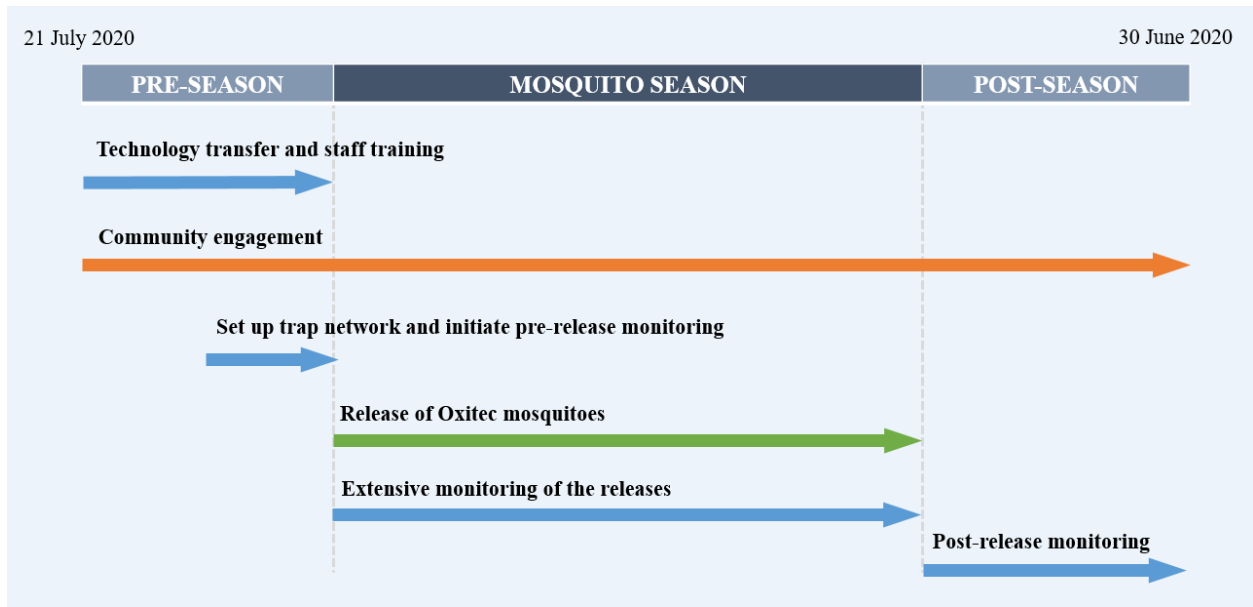 21 July 2020
30 June 2020
PRE-SEASON
MOSQUITO SEASON
POST-SEASON
Technology transfer and staff training
Community engagement
Set up trap network and initiate pre-release monitoring
Release of Oxitec mosquitoes
Extensive monitoring of the releases
Post-release monitoring